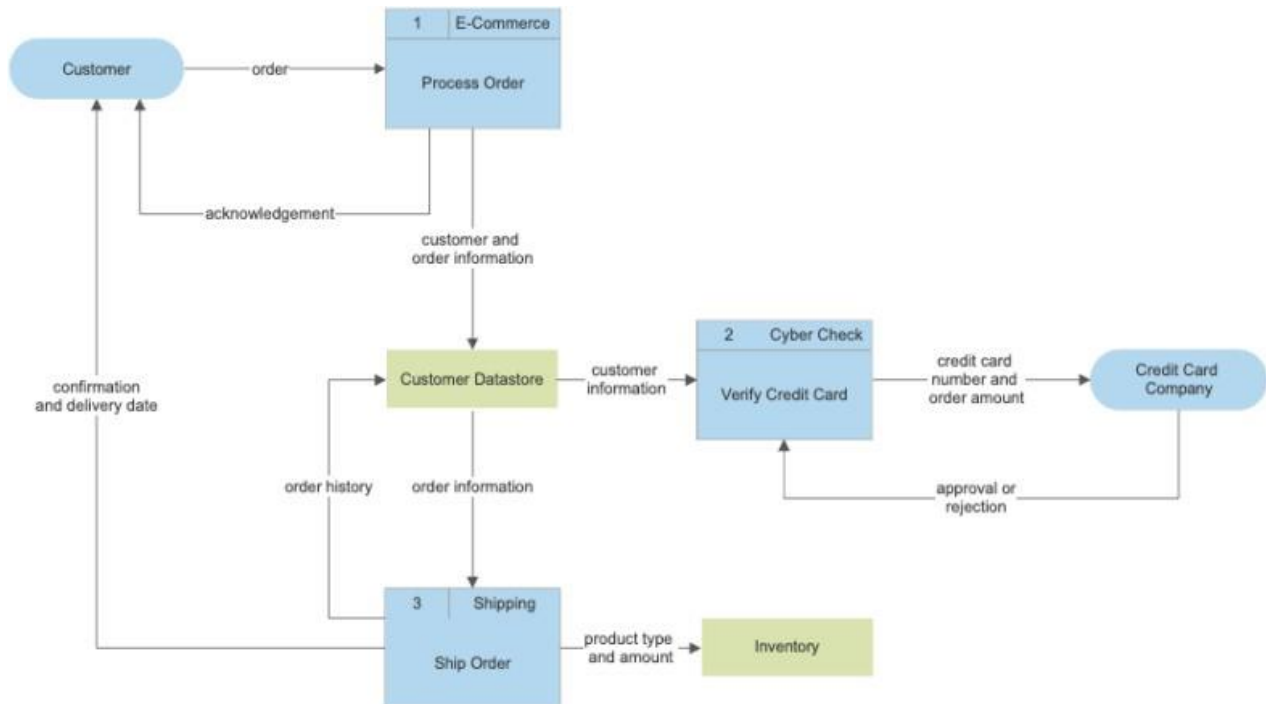 1 E-Commerce
Customer
order
Process Order
acknowledgement
customer and
order information
2 Cyber Check
confirmation
and delivery date
Customer Datastore
customer
information
Verify Credit Card
credit card
number and
order amount
Credit Card
Company
order history
order information
approval or
rejection
3 Shipping
Ship Order
product type
and amount
Inventory